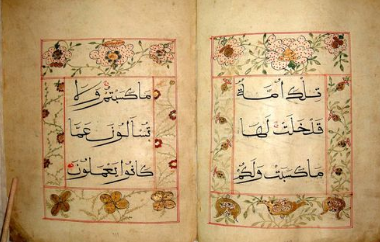 تلك امة
قد خلت لها
ما كسبت ولكم
ما كسبتم ولا
تسالون عما
كانوا يعملون